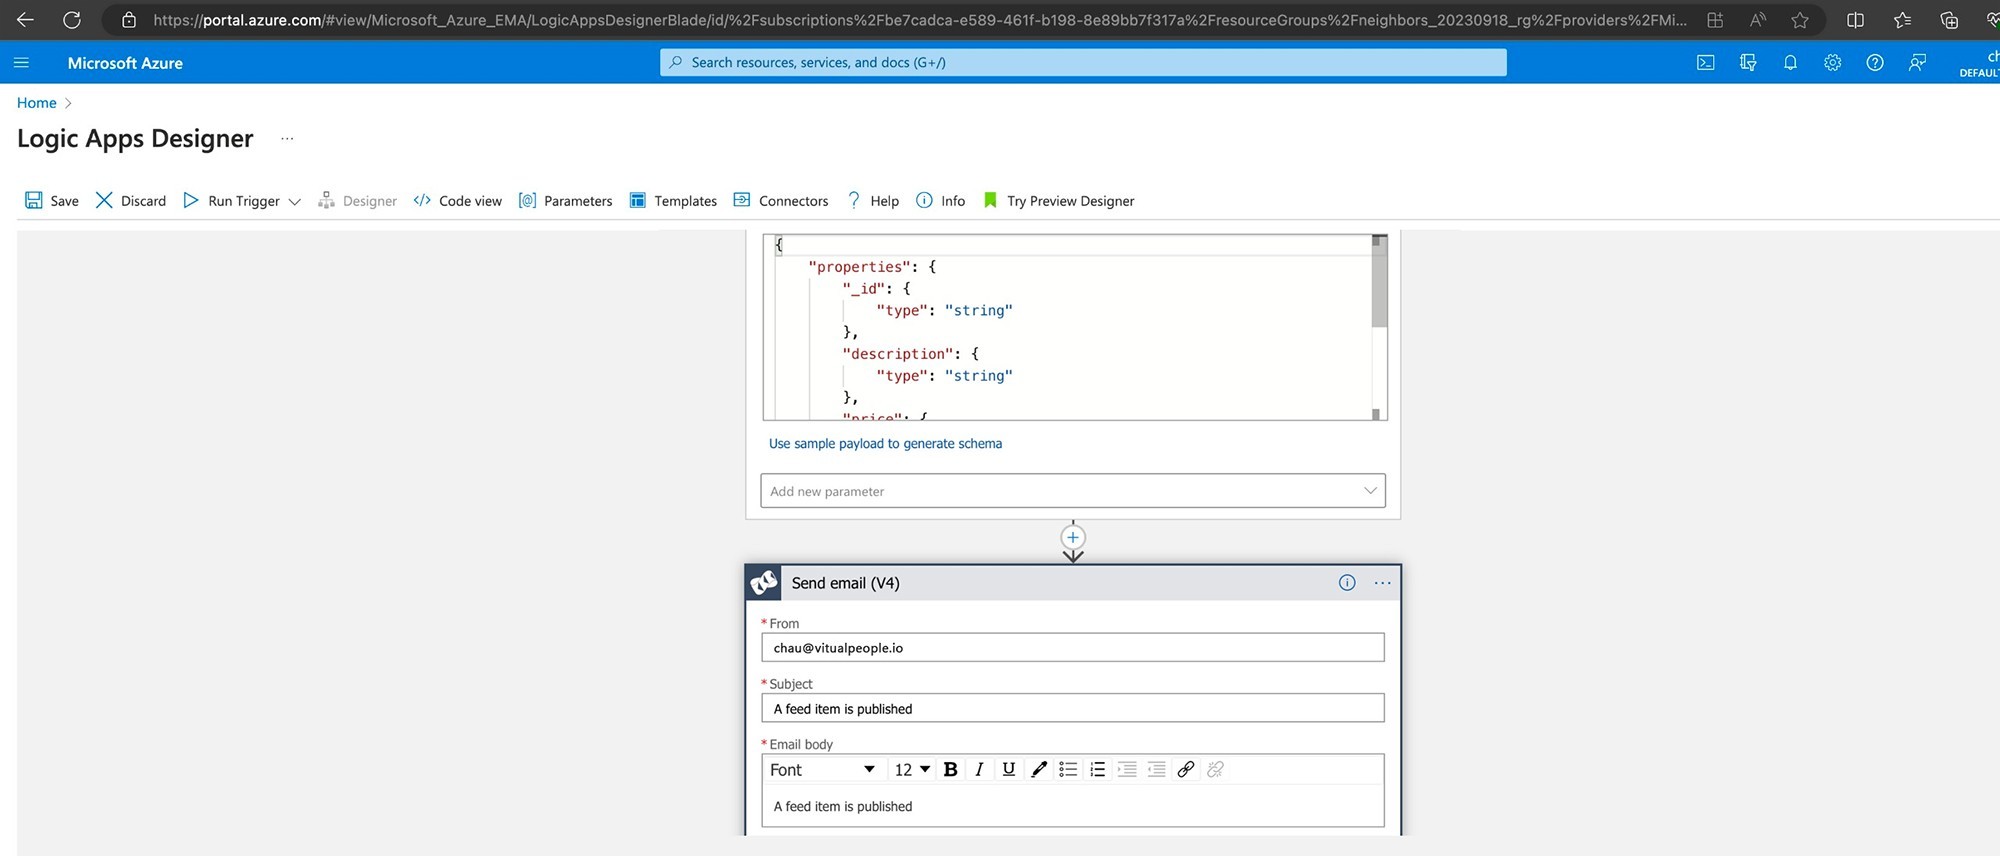 https://portal.azure.com/#view/Microsoft_Azure_EMA/LogicAppsDesignerBlade/id/%2Fsubscriptions%2Fbe7cadca-e589-461f-b198-8e89bb7f317a%2FresourceGroups%2Fneighbors_20230918_rg%2Fproviders%2FMi...
Microsoft Azure
Search resources, services, and docs (G+/)
ch
DEFAULT
Home >
Logic Apps Designer ...
Save Discard Run Trigger Designer Code view Parameters Templates Connectors Help Info Try Preview Designer
{
"properties": {
"_id": {
"type": "string"
},
"description": {
"type": "string"
},
"price": {
Use sample payload to generate schema
Add new parameter
Send email (V4)
* From
chau@vitualpeople.io
* Subject
A feed item is published
* Email body
Font 12 B I U
A feed item is published